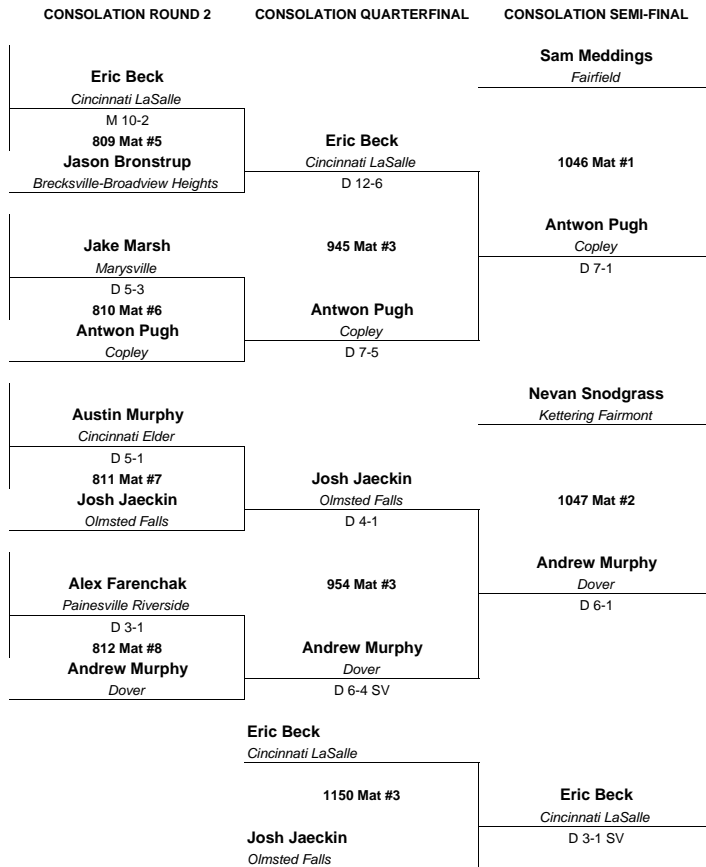 CONSOLATION ROUND 2
CONSOLATION QUARTERFINAL
CONSOLATION SEMI-FINAL
Eric Beck
Cincinnati LaSalle
M 10-2
809 Mat #5
Jason Bronstrup
Brecksville-Broadview Heights
Jake Marsh
Marysville
D 5-3
810 Mat #6
Antwon Pugh
Copley
Austin Murphy
Cincinnati Elder
D 5-1
811 Mat #7
Josh Jaeckin
Olmsted Falls
Alex Farenchak
Painesville Riverside
D 3-1
812 Mat #8
Andrew Murphy
Dover
Eric Beck
Cincinnati LaSalle
D 12-6
945 Mat #3
Antwon Pugh
Copley
D 7-5
Josh Jaeckin
Olmsted Falls
D 4-1
954 Mat #3
Andrew Murphy
Dover
D 6-4 SV
Sam Meddings
Fairfield
1046 Mat #1
Antwon Pugh
Copley
D 7-1
Nevan Snodgrass
Kettering Fairmont
1047 Mat #2
Andrew Murphy
Dover
D 6-1
Eric Beck
Cincinnati LaSalle
1150 Mat #3
Josh Jaeckin
Olmsted Falls
Eric Beck
Cincinnati LaSalle
D 3-1 SV